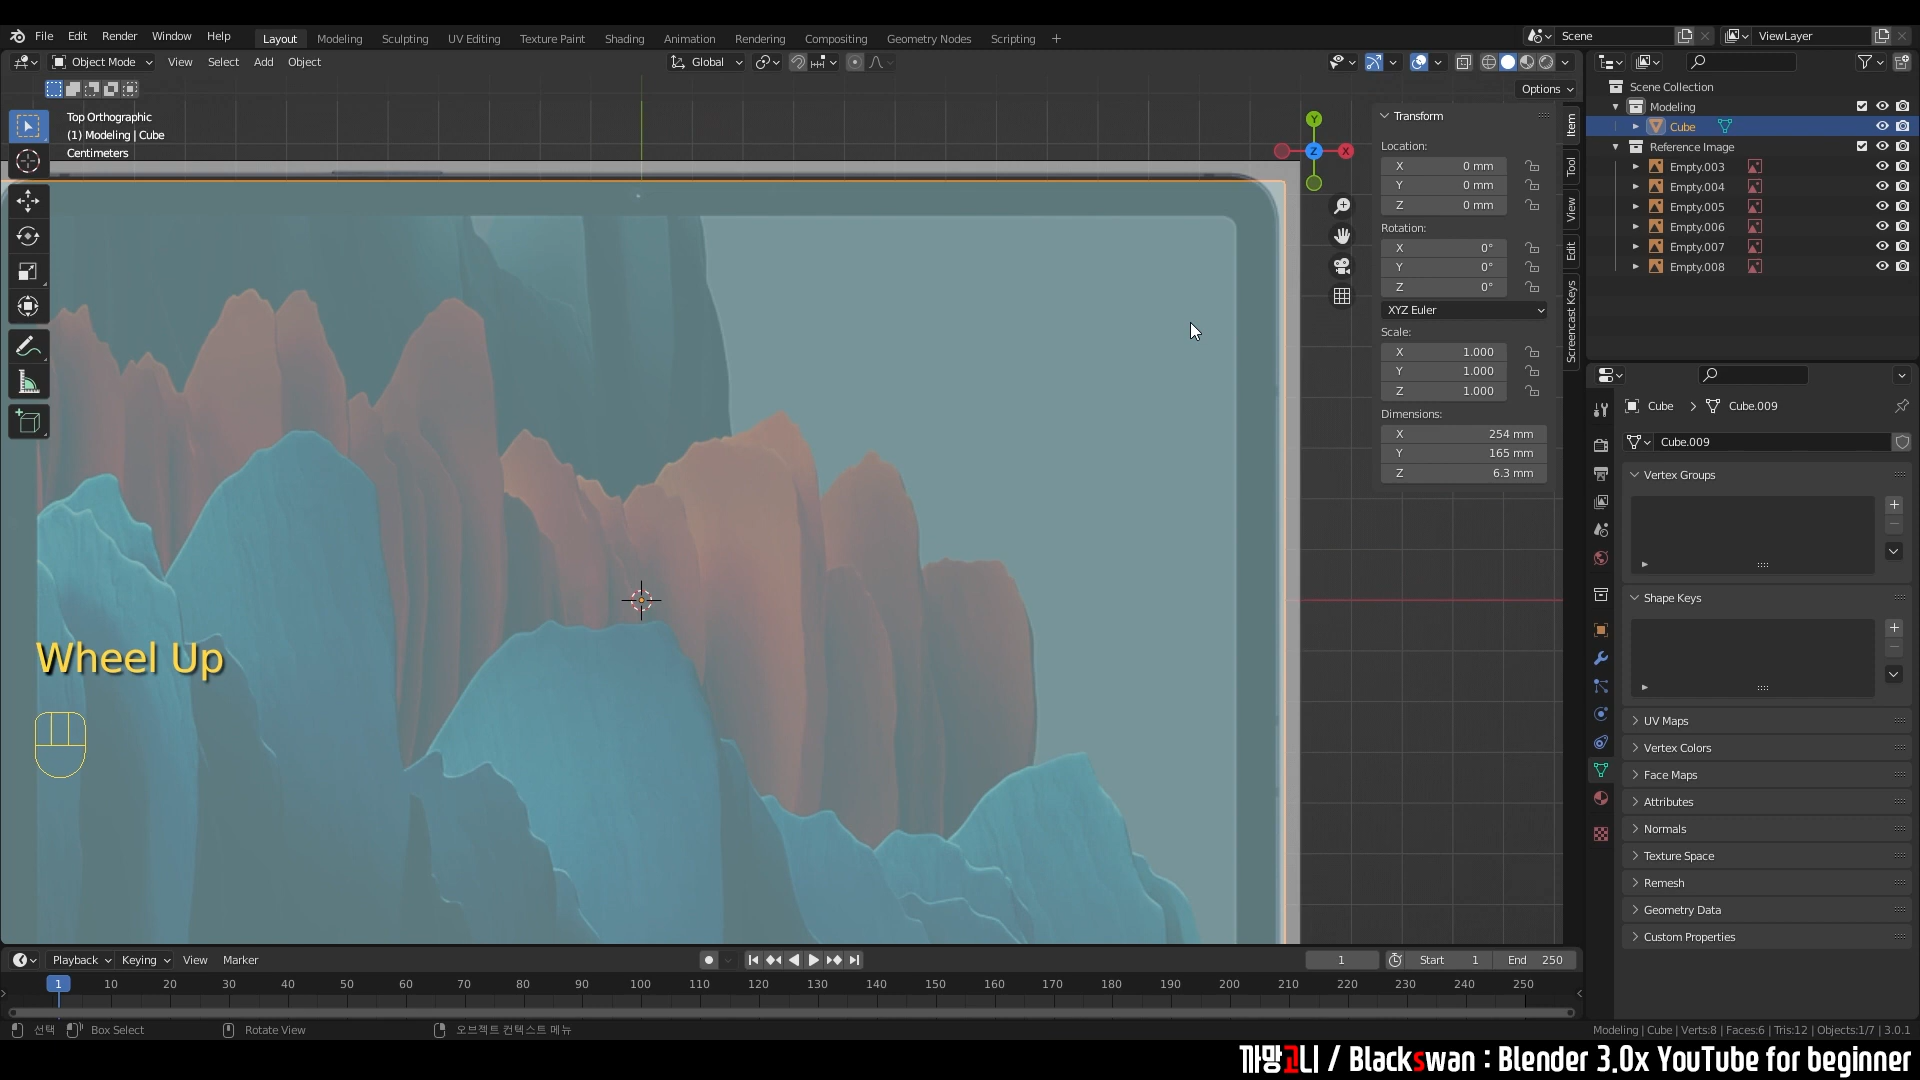 File Edit Render Window Help Layout Modeling Sculpting UV Editing Texture Paint Shading Animation Rendering Compositing Geometry Nodes Scripting + Scene ViewLayer
Object Mode View Select Add Object Global
Options
Top Orthographic
(1) Modeling | Cube
Centimeters
Transform
Location:
X 0 mm
Y 0 mm
Z 0 mm
Rotation:
X 0°
Y 0°
Z 0°
XYZ Euler
Scale:
X 1.000
Y 1.000
Z 1.000
Dimensions:
X 254 mm
Y 165 mm
Z 6.3 mm
Item
Tool
View
Edit
Screencast Keys
Y
X
Z
Scene Collection
Modeling
Cube
Reference Image
Empty.003
Empty.004
Empty.005
Empty.006
Empty.007
Empty.008
Cube > Cube.009
Cube.009
Vertex Groups
Shape Keys
UV Maps
Vertex Colors
Face Maps
Attributes
Normals
Texture Space
Remesh
Geometry Data
Custom Properties
Wheel Up
Playback Keying View Marker 1 Start 1 End 250
1 10 20 30 40 50 60 70 80 90 100 110 120 130 140 150 160 170 180 190 200 210 220 230 240 250
선택 Box Select Rotate View 오브젝트 컨텍스트 메뉴 Modeling | Cube | Verts:8 | Faces:6 | Tris:12 | Objects:1/7 | 3.0.1
까망고니 / Blackswan : Blender 3.0x YouTube for beginner